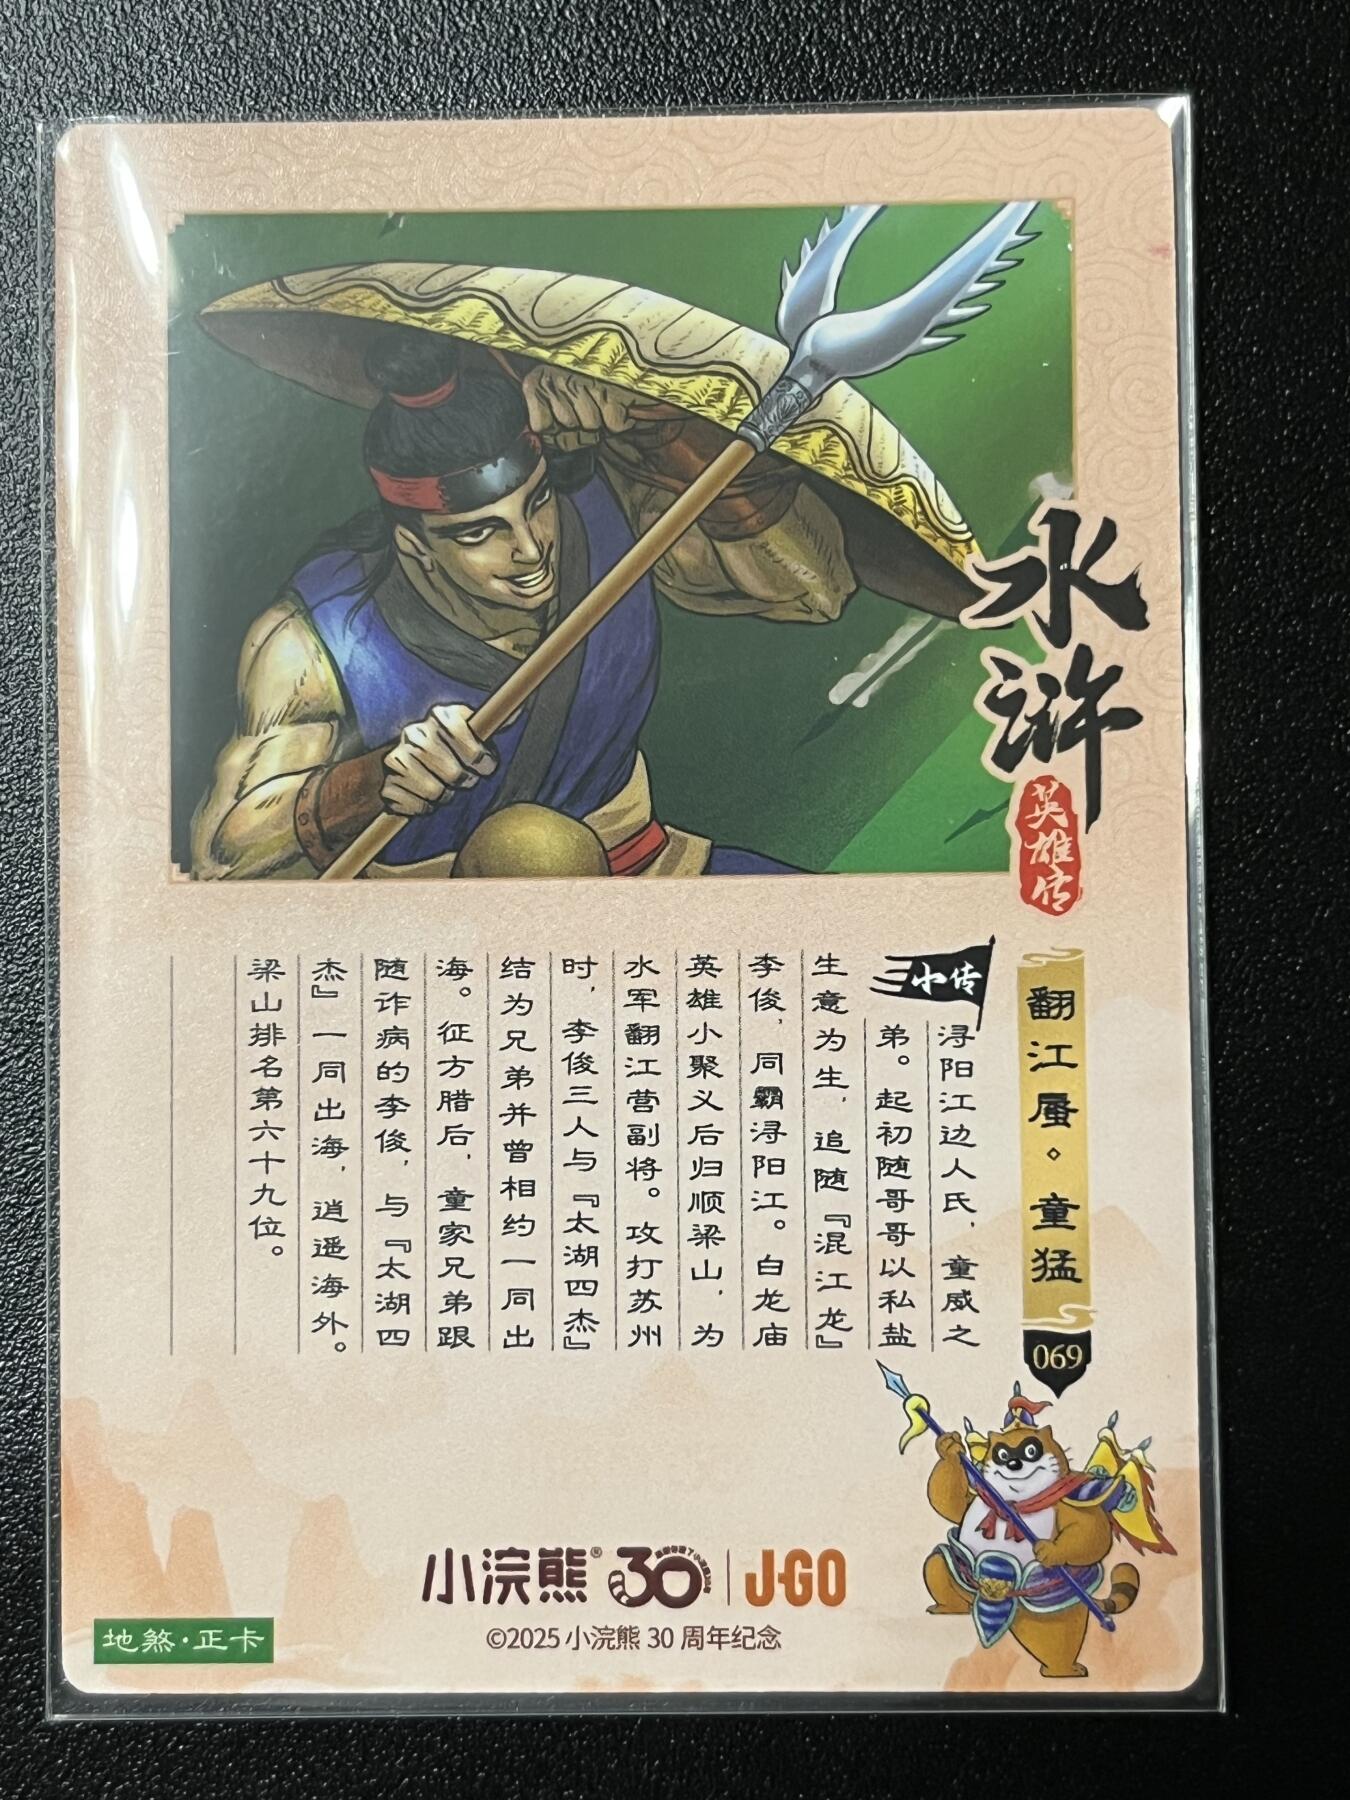 水浒
英雄传
翻江蜃◇童猛
069
小传
浔阳江边人氏，童威之
弟。起初随哥哥以私盐
生意为生，追随『混江龙』
李俊，同霸浔阳江。白龙庙
英雄小聚义后归顺梁山，为
水军翻江营副将。攻打苏州
时，李俊三人与『太湖四杰』
结为兄弟并曾相约一同出
海。征方腊后，童家兄弟跟
随诈病的李俊，与『太湖四
杰』一同出海，逍遥海外。
梁山排名第六十九位。
小浣熊® 30 | J·GO
©2025 小浣熊 30 周年纪念
地煞·正卡